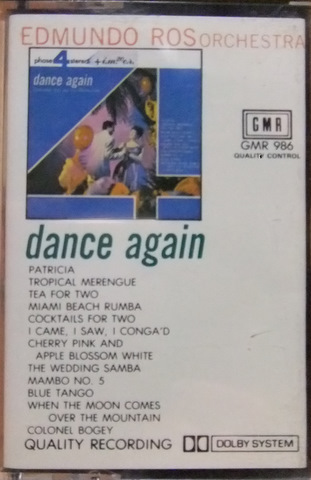 EDMUNDO ROS ORCHESTRA
phase 4 stereo
dance again
GMR
GMR 986
QUALITY CONTROL
dance again
PATRICIA
TROPICAL MERENGUE
TEA FOR TWO
MIAMI BEACH RUMBA
COCKTAILS FOR TWO
I CAME, I SAW, I CONGA'D
CHERRY PINK AND
APPLE BLOSSOM WHITE
THE WEDDING SAMBA
MAMBO NO. 5
BLUE TANGO
WHEN THE MOON COMES
OVER THE MOUNTAIN
COLONEL BOGEY
QUALITY RECORDING DOLBY SYSTEM